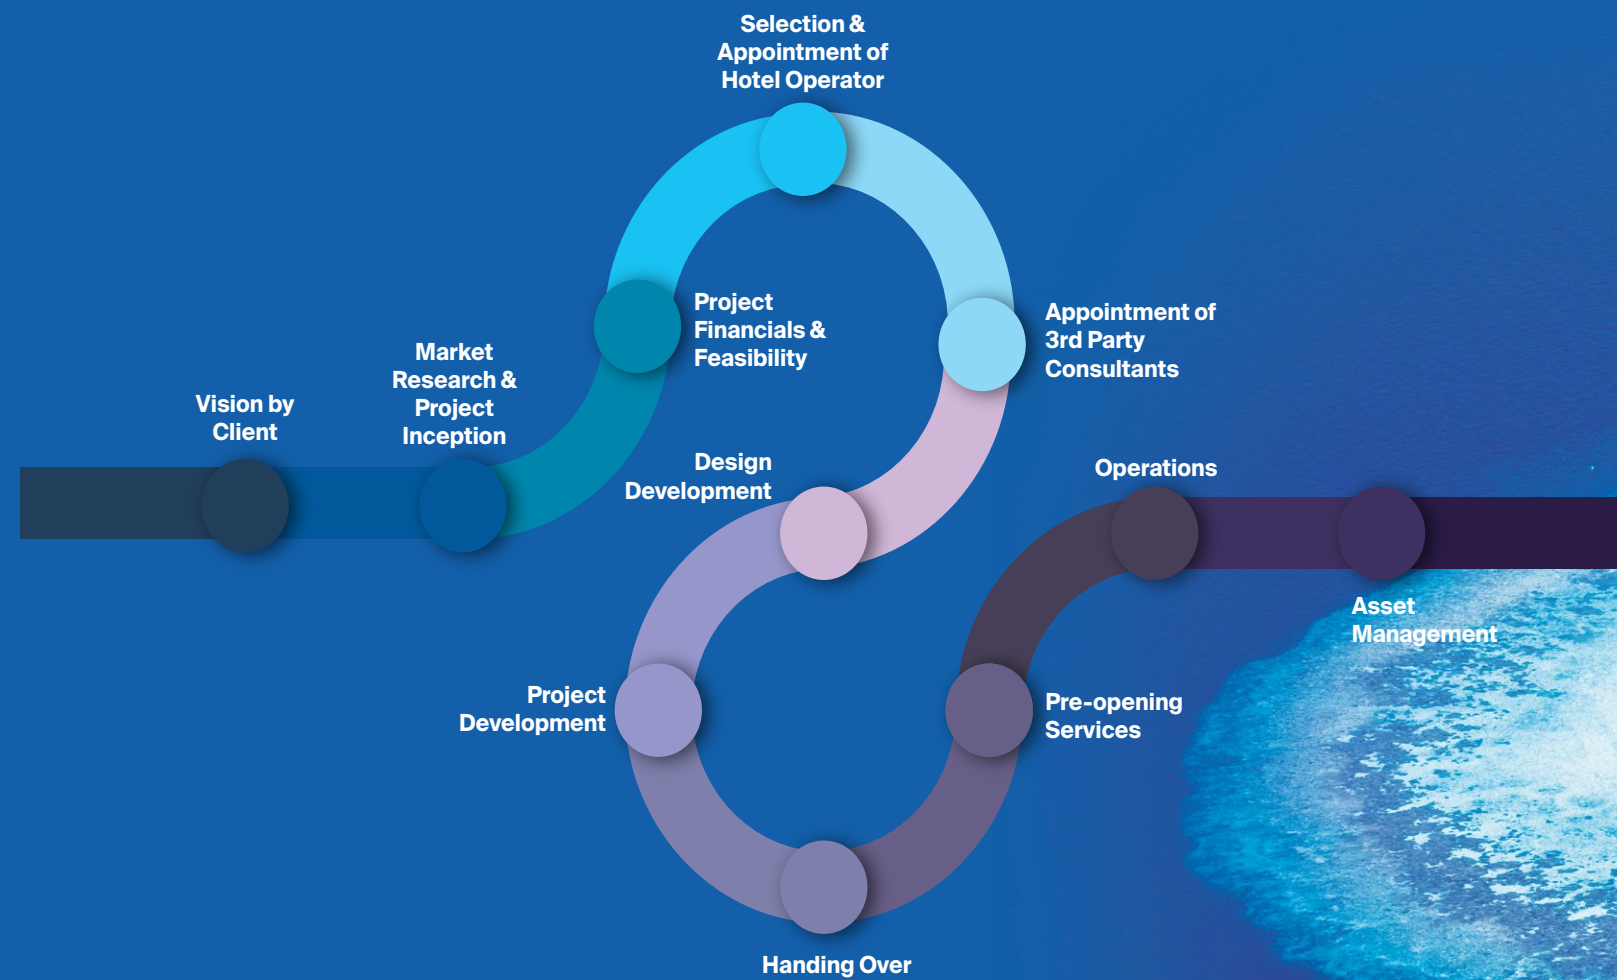 Vision by
Client
Market
Research &
Project
Inception
Project
Financials &
Feasibility
Selection &
Appointment of
Hotel Operator
Appointment of
3rd Party
Consultants
Design
Development
Project
Development
Handing Over
Pre-opening
Services
Operations
Asset
Management